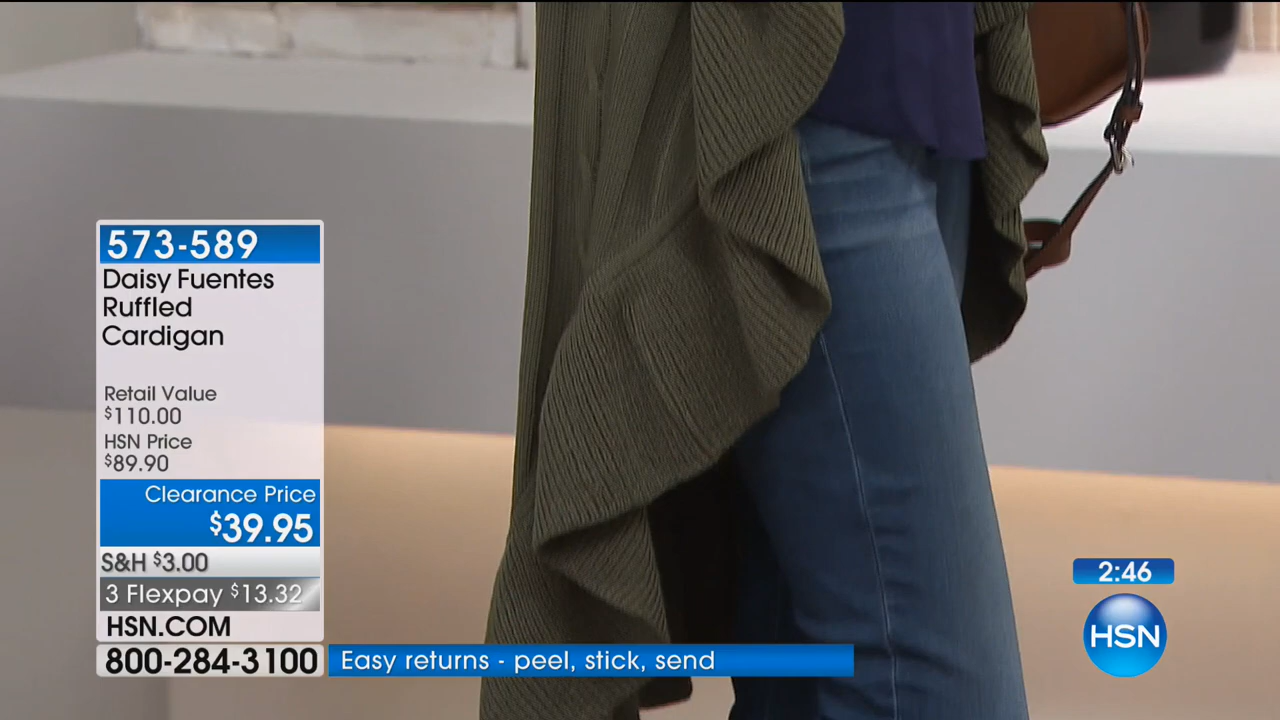 573-589
Daisy Fuentes
Ruffled
Cardigan
Retail Value
$110.00
HSN Price
$89.90
Clearance Price
$39.95
S&H $3.00
3 Flexpay $13.32
HSN.COM
800-284-3100
Easy returns - peel, stick, send
2:46
HSN